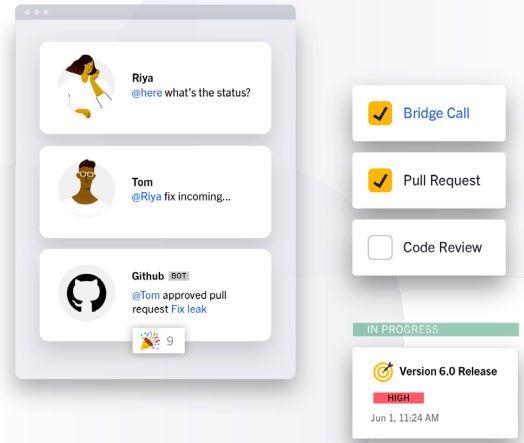 Riya
@here what's the status?
Tom
@Riya fix incoming...
Github BOT
@Tom approved pull
request Fix leak
9
Bridge Call
Pull Request
Code Review
IN PROGRESS
Version 6.0 Release
HIGH
Jun 1, 11:24 AM